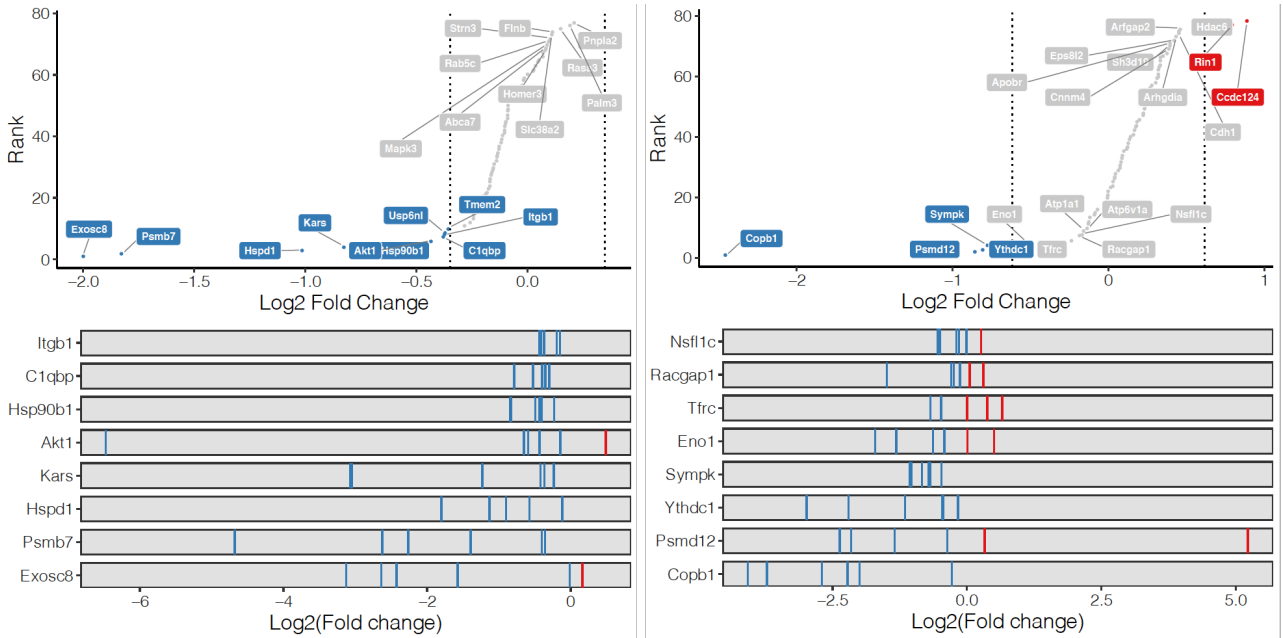 80
60
40
20
0
Rank
Strn3
Flnb
Pnpla2
Rab5c
Rasa3
Homer3
Palm3
Abca7
Slc38a2
Mapk3
Tmem2
Usp6nl
Itgb1
Exosc8
Psmb7
Kars
Hspd1
Akt1
Hsp90b1
C1qbp
−2.0
−1.5
−1.0
−0.5
0.0
Log2 Fold Change
80
60
40
20
0
Rank
Arfgap2
Hdac6
Eps8l2
Sh3d19
Rin1
Apobr
Cnnm4
Arhgdia
Ccdc124
Cdh1
Atp1a1
Atp6v1a
Nsfl1c
Sympk
Eno1
Copb1
Psmd12
Ythdc1
Tfrc
Racgap1
−2
−1
0
1
Log2 Fold Change
Itgb1
C1qbp
Hsp90b1
Akt1
Kars
Hspd1
Psmb7
Exosc8
−6
−4
−2
0
Log2(Fold change)
Nsfl1c
Racgap1
Tfrc
Eno1
Sympk
Ythdc1
Psmd12
Copb1
−2.5
0.0
2.5
5.0
Log2(Fold change)